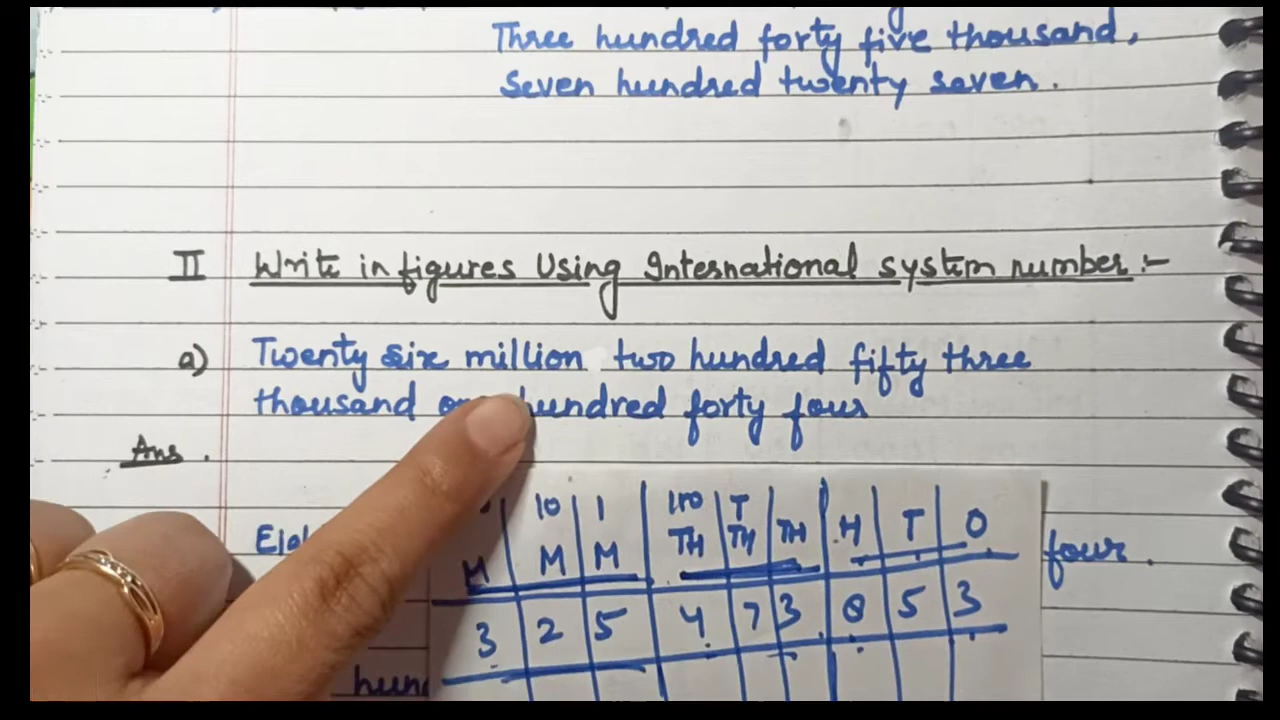 Three hundred forty five thousand,
Seven hundred twenty seven.
II Write in figures Using International system number :-
a) Twenty six million two hundred fifty three
thousand hundred forty four
Ans.
10 1 100 T
M M M TH TH TH H T O
four.
3 2 5 4 7 3 0 5 3